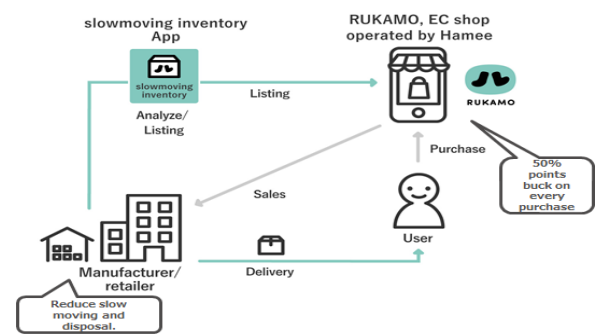 slowmoving inventory
App
RUKAMO, EC shop
operated by Hamee
slowmoving
inventory
Listing
RUKAMO
Analyze/
Listing
Purchase
50%
points
buck on
every
purchase
Sales
User
Manufacturer/
retailer
Delivery
Reduce slow
moving and
disposal.